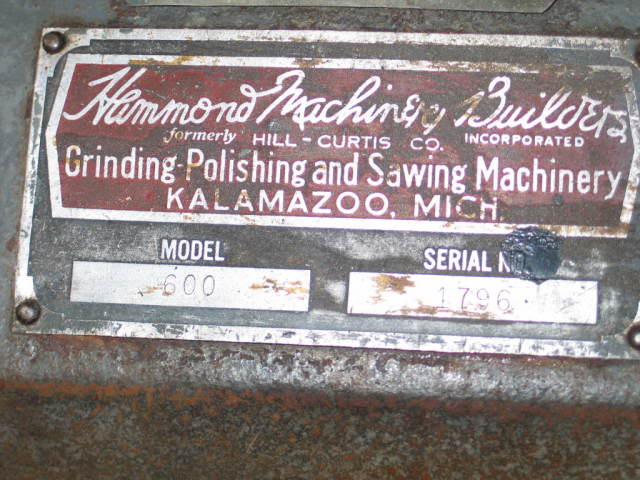 Hammond Machinery Builders
formerly HILL-CURTIS CO. INCORPORATED
Grinding-Polishing and Sawing Machinery
KALAMAZOO, MICH.
MODEL SERIAL NO.
600 1796